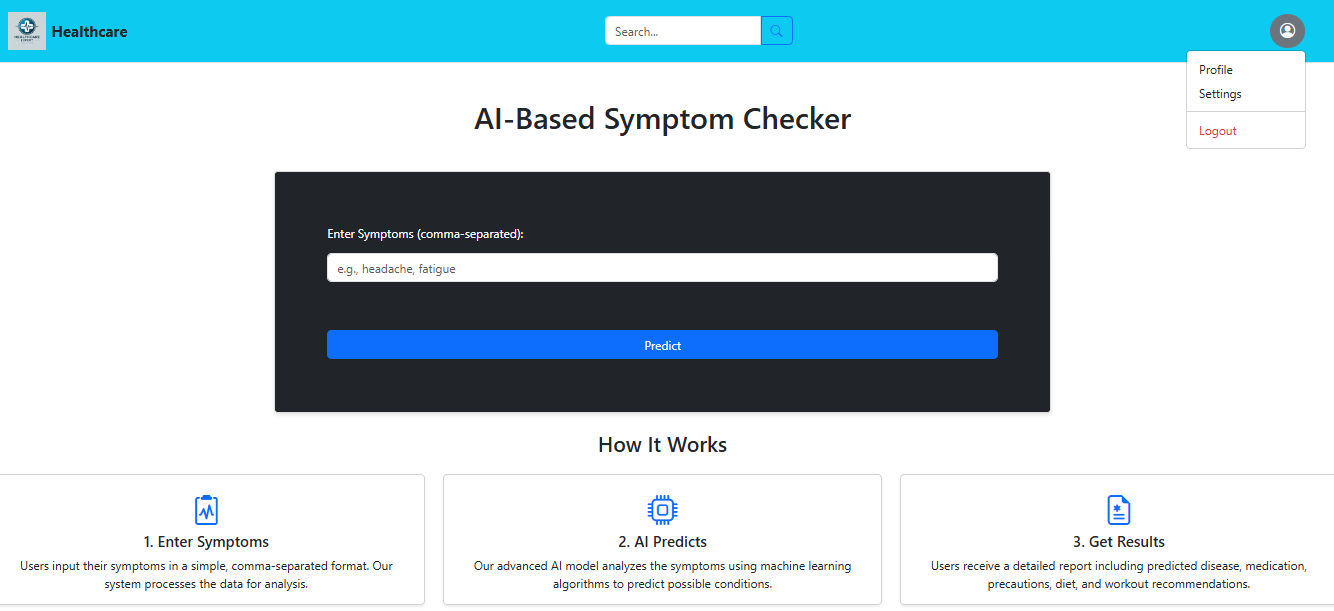 HEALTHCARE
EXPERT
Healthcare
Search...
Profile
Settings
Logout
AI-Based Symptom Checker
Enter Symptoms (comma-separated):
e.g., headache, fatigue
Predict
How It Works
1. Enter Symptoms
Users input their symptoms in a simple, comma-separated format. Our
system processes the data for analysis.
2. AI Predicts
Our advanced AI model analyzes the symptoms using machine learning
algorithms to predict possible conditions.
3. Get Results
Users receive a detailed report including predicted disease, medication,
precautions, diet, and workout recommendations.